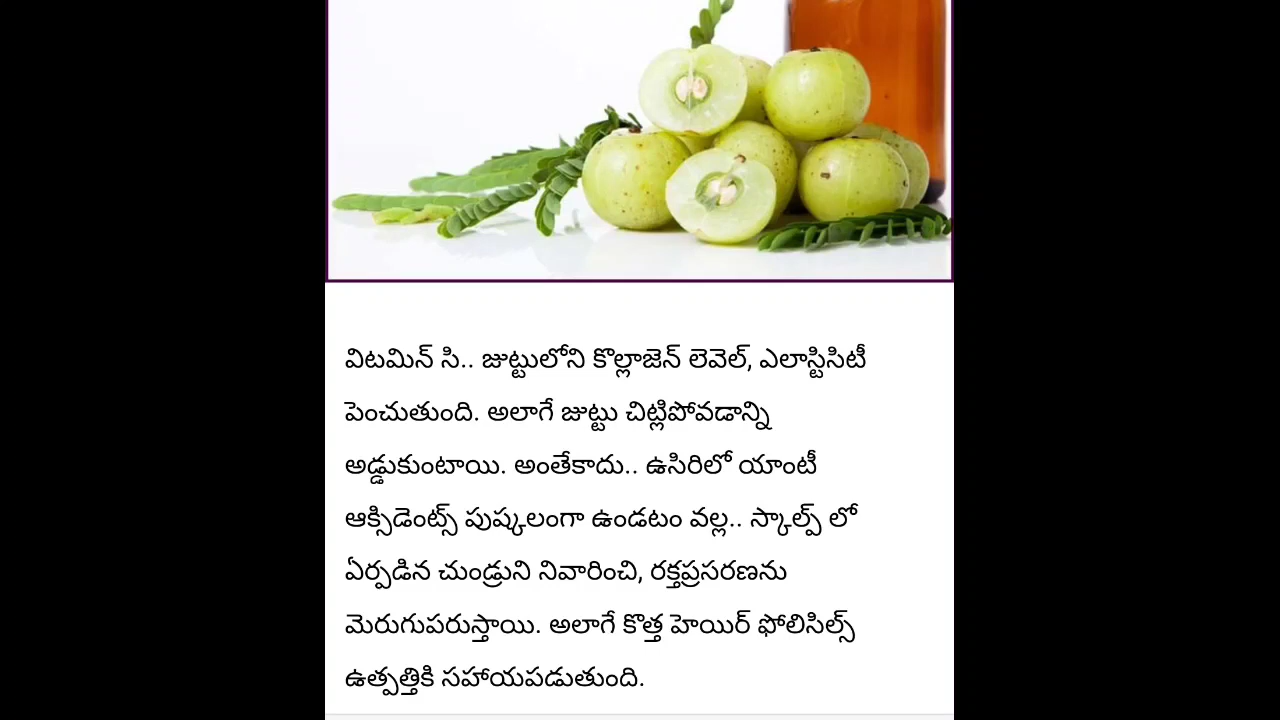 విటమిన్ సి.. జుట్టులోని కొల్లాజెన్ లెవెల్, ఎలాస్టిసిటీ
పెంచుతుంది. అలాగే జుట్టు చిట్లిపోవడాన్ని
అడ్డుకుంటాయి. అంతేకాదు.. ఉసిరిలో యాంటీ
ఆక్సిడెంట్స్ పుష్కలంగా ఉండటం వల్ల.. స్కాల్ప్ లో
ఏర్పడిన చుండ్రుని నివారించి, రక్తప్రసరణను
మెరుగుపరుస్తాయి. అలాగే కొత్త హెయిర్ ఫోలిసిల్స్
ఉత్పత్తికి సహాయపడుతుంది.